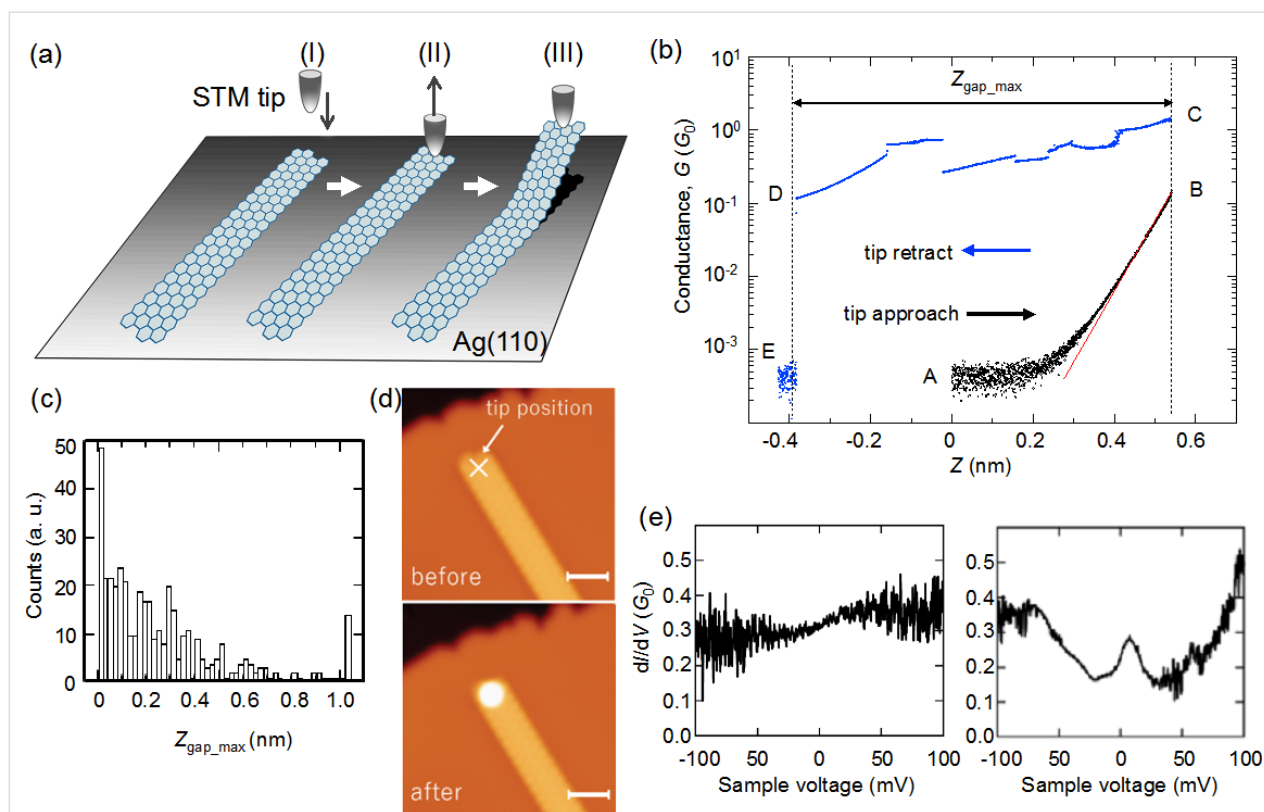 (a)
(I)
(II)
(III)
STM tip
Ag(110)
(b)
10¹
10⁰
10⁻¹
10⁻²
10⁻³
Conductance, G (G₀)
Z_gap_max
C
B
D
tip retract
tip approach
E
A
-0.4
-0.2
0
0.2
0.4
0.6
Z (nm)
(c)
50
40
30
20
10
0
Counts (a. u.)
0
0.2
0.4
0.6
0.8
1.0
Z_gap_max (nm)
(d)
tip position
before
after
(e)
0.5
0.4
0.3
0.2
0.1
0.0
dI/dV (G₀)
-100
50
0
50
100
Sample voltage (mV)
0.5
0.4
0.3
0.2
0.1
0.0
-100
50
0
50
100
Sample voltage (mV)